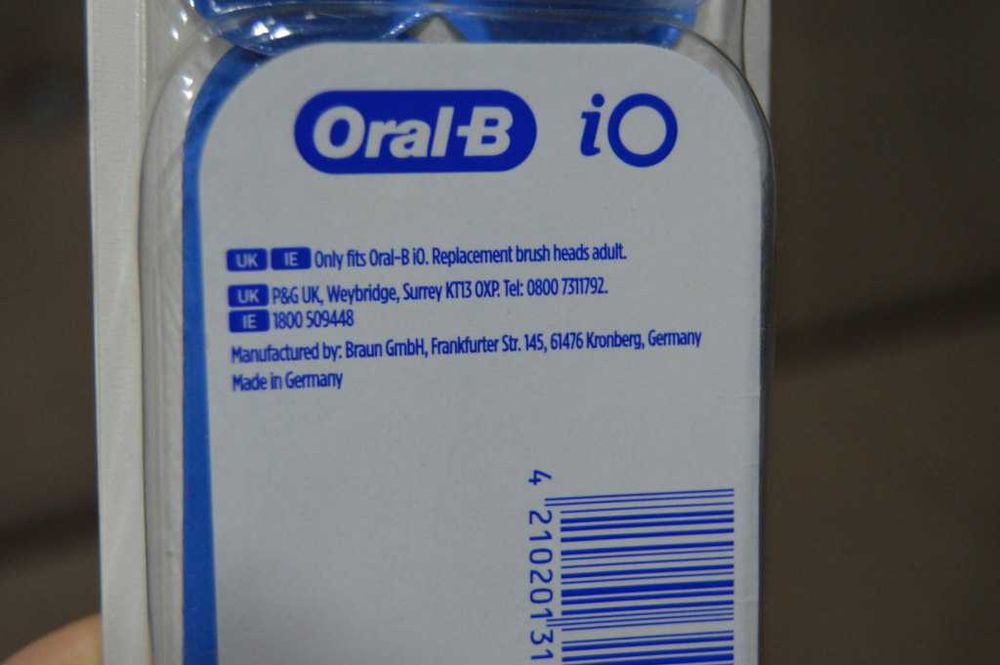 Oral-B iO
UK IE Only fits Oral-B iO. Replacement brush heads adult.
UK P&G UK, Weybridge, Surrey KT13 0XP. Tel: 0800 7311792.
IE 1800 509448
Manufactured by: Braun GmbH, Frankfurter Str. 145, 61476 Kronberg, Germany
Made in Germany
4 21020131